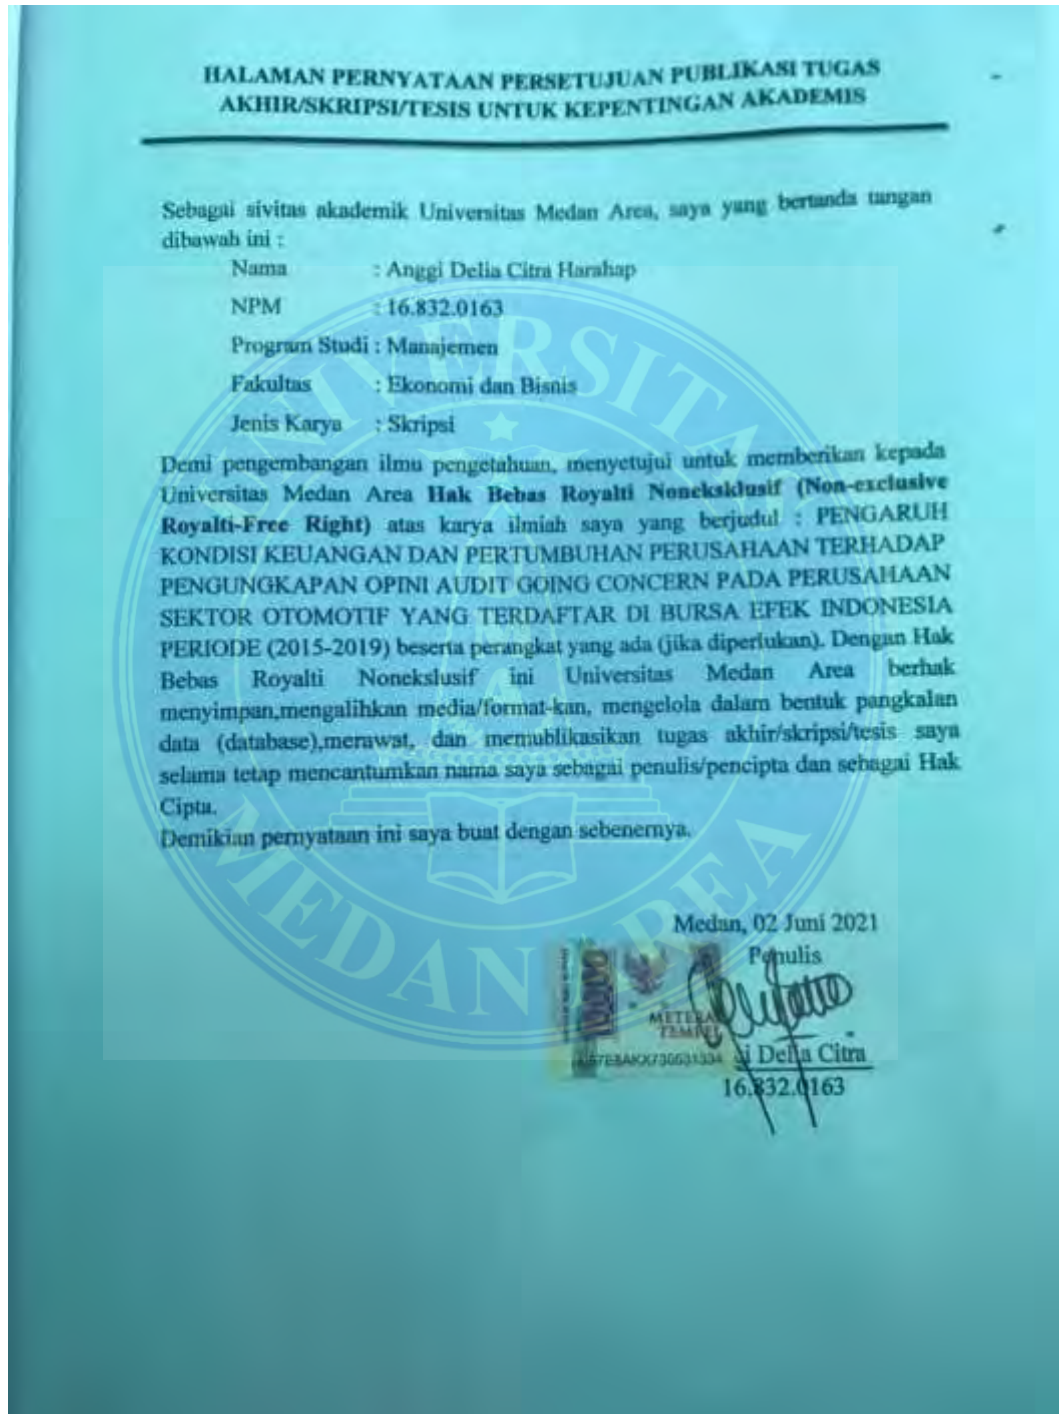 HALAMAN PERNYATAAN PERSETUJUAN PUBLIKASI TUGAS
AKHIR/SKRIPSI/TESIS UNTUK KEPENTINGAN AKADEMIS
Sebagai sivitas akademik Universitas Medan Area, saya yang bertanda tangan
dibawah ini :
Nama : Anggi Delia Citra Harahap
NPM : 16.832.0163
Program Studi : Manajemen
Fakultas : Ekonomi dan Bisnis
Jenis Karya : Skripsi
Demi pengembangan ilmu pengetahuan, menyetujui untuk memberikan kepada
Universitas Medan Area Hak Bebas Royalti Noneksklusif (Non-exclusive
Royalti-Free Right) atas karya ilmiah saya yang berjudul : PENGARUH
KONDISI KEUANGAN DAN PERTUMBUHAN PERUSAHAAN TERHADAP
PENGUNGKAPAN OPINI AUDIT GOING CONCERN PADA PERUSAHAAN
SEKTOR OTOMOTIF YANG TERDAFTAR DI BURSA EFEK INDONESIA
PERIODE (2015-2019) beserta perangkat yang ada (jika diperlukan). Dengan Hak
Bebas Royalti Nonekslusif ini Universitas Medan Area berhak
menyimpan,mengalihkan media/format-kan, mengelola dalam bentuk pangkalan
data (database),merawat, dan memublikasikan tugas akhir/skripsi/tesis saya
selama tetap mencantumkan nama saya sebagai penulis/pencipta dan sebagai Hak
Cipta.
Demikian pernyataan ini saya buat dengan sebenernya.
Medan, 02 Juni 2021
Penulis
10000
METERAI
TEMPEL
i Delia Citra
16.832.0163
UNIVERSITAS
MEDAN AREA